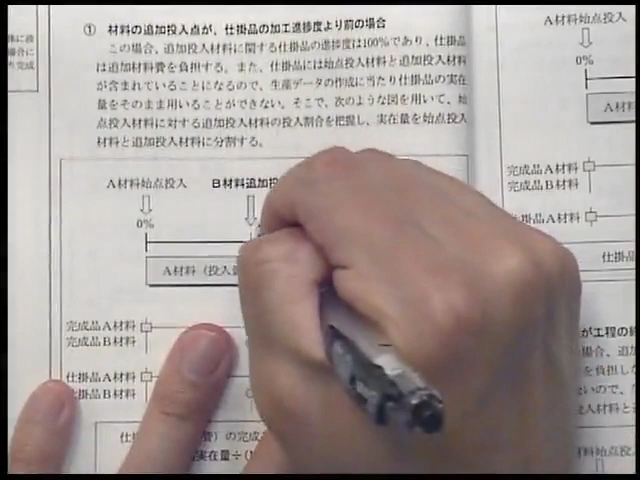 ① 材料の追加投入点が、仕掛品の加工進捗度より前の場合
この場合、追加投入材料に関する仕掛品の進捗度は100%であり、仕掛品
は追加材料費を負担する。また、仕掛品には始点投入材料と追加投入材料
が含まれていることになるので、生産データの作成に当たり仕掛品の実在
量をそのまま用いることができない。そこで、次のような図を用いて、始
点投入材料に対する追加投入材料の投入割合を把握し、実在量を始点投入
材料と追加投入材料に分割する。
A材料始点投入 B材料追加投
0%
A材料（投入
完成品A材料
完成品B材料
仕掛品A材料
掛品B材料
の完成
実在量÷(
A材料始点投入
0%
A材
完成品A材料
完成品B材料
仕掛品A材料
仕掛
が工程の
場合、追
を負担し
ないので、
投入材料と